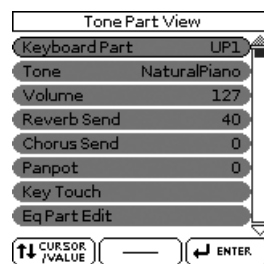 Tone Part View
Keyboard Part UP1
Tone NaturalPiano
Volume 127
Reverb Send 40
Chorus Send 0
Panpot 0
Key Touch
Eq Part Edit
CURSOR
/VALUE
ENTER